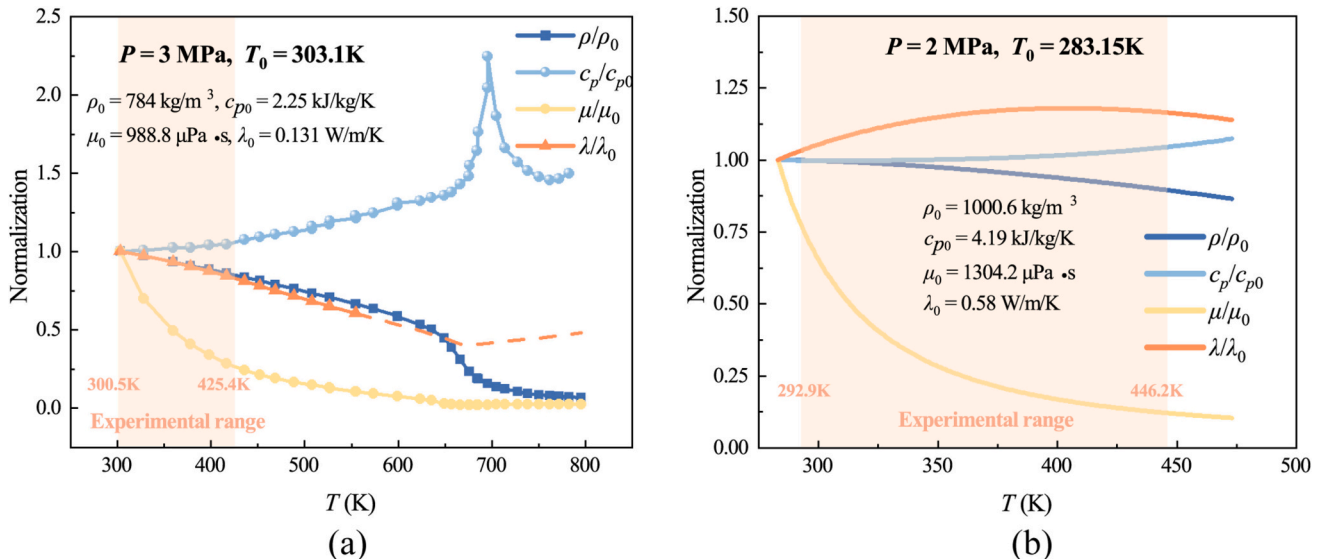 2.5
2.0
1.5
1.0
0.5
0.0
Normalization
P = 3 MPa, T0 = 303.1K
ρ0 = 784 kg/m 3, cp0 = 2.25 kJ/kg/K
μ0 = 988.8 μPa •s, λ0 = 0.131 W/m/K
ρ/ρ0
cp/cp0
μ/μ0
λ/λ0
300.5K
425.4K
Experimental range
300 400 500 600 700 800
T (K)
(a)
1.50
1.25
1.00
0.75
0.50
0.25
0.00
Normalization
P = 2 MPa, T0 = 283.15K
ρ0 = 1000.6 kg/m 3
cp0 = 4.19 kJ/kg/K
μ0 = 1304.2 μPa •s
λ0 = 0.58 W/m/K
ρ/ρ0
cp/cp0
μ/μ0
λ/λ0
292.9K
446.2K
Experimental range
300 350 400 450 500
T (K)
(b)